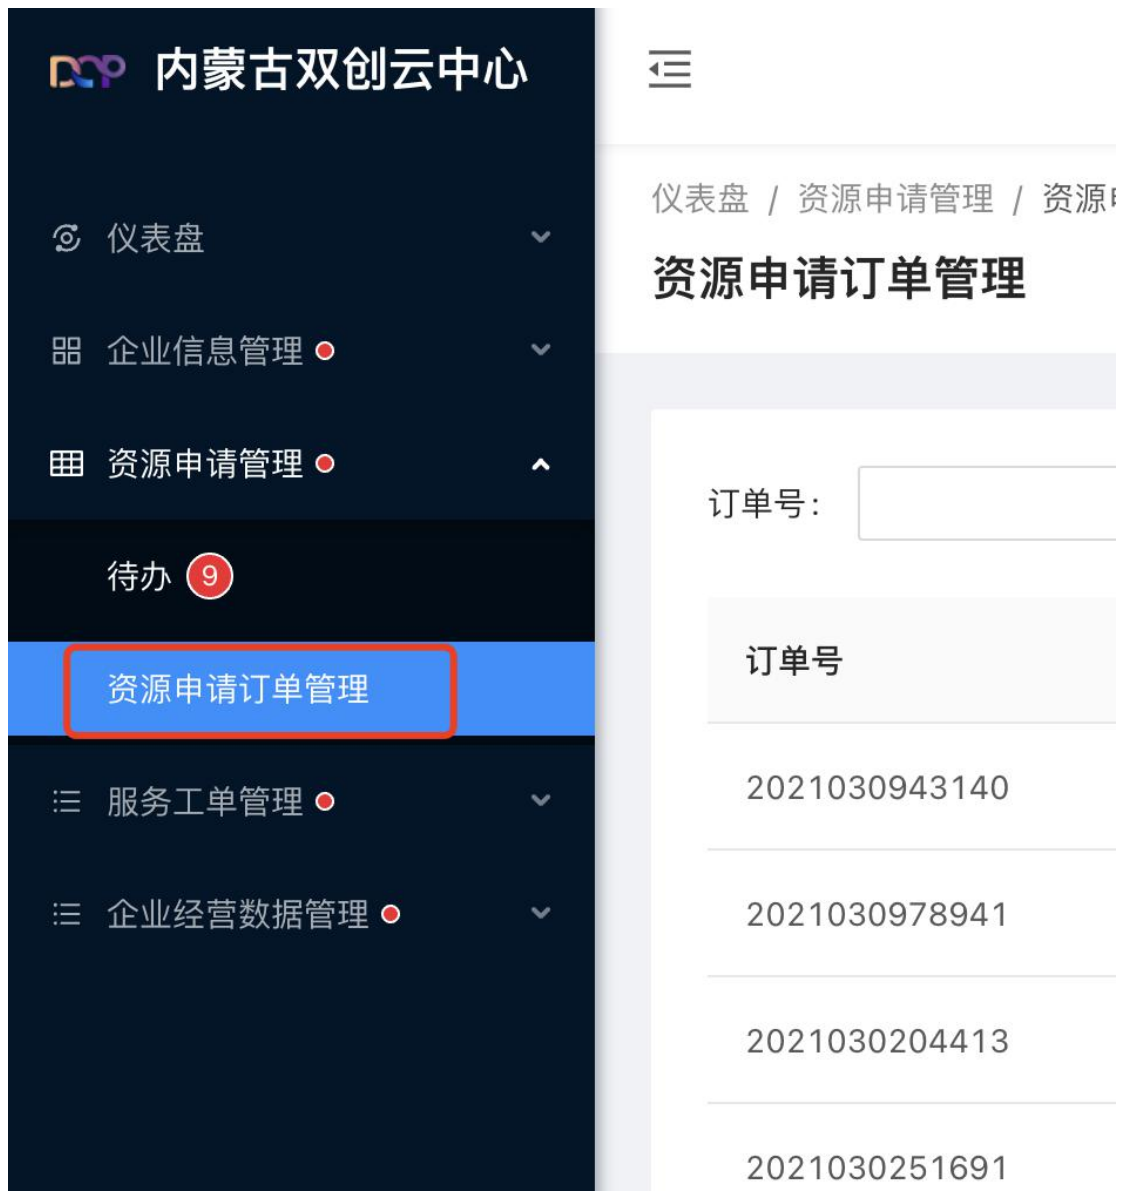 DCP 内蒙古双创云中心
仪表盘
企业信息管理
资源申请管理
待办 9
资源申请订单管理
服务工单管理
企业经营数据管理
仪表盘 / 资源申请管理 / 资源
资源申请订单管理
订单号:
订单号
2021030943140
2021030978941
2021030204413
2021030251691